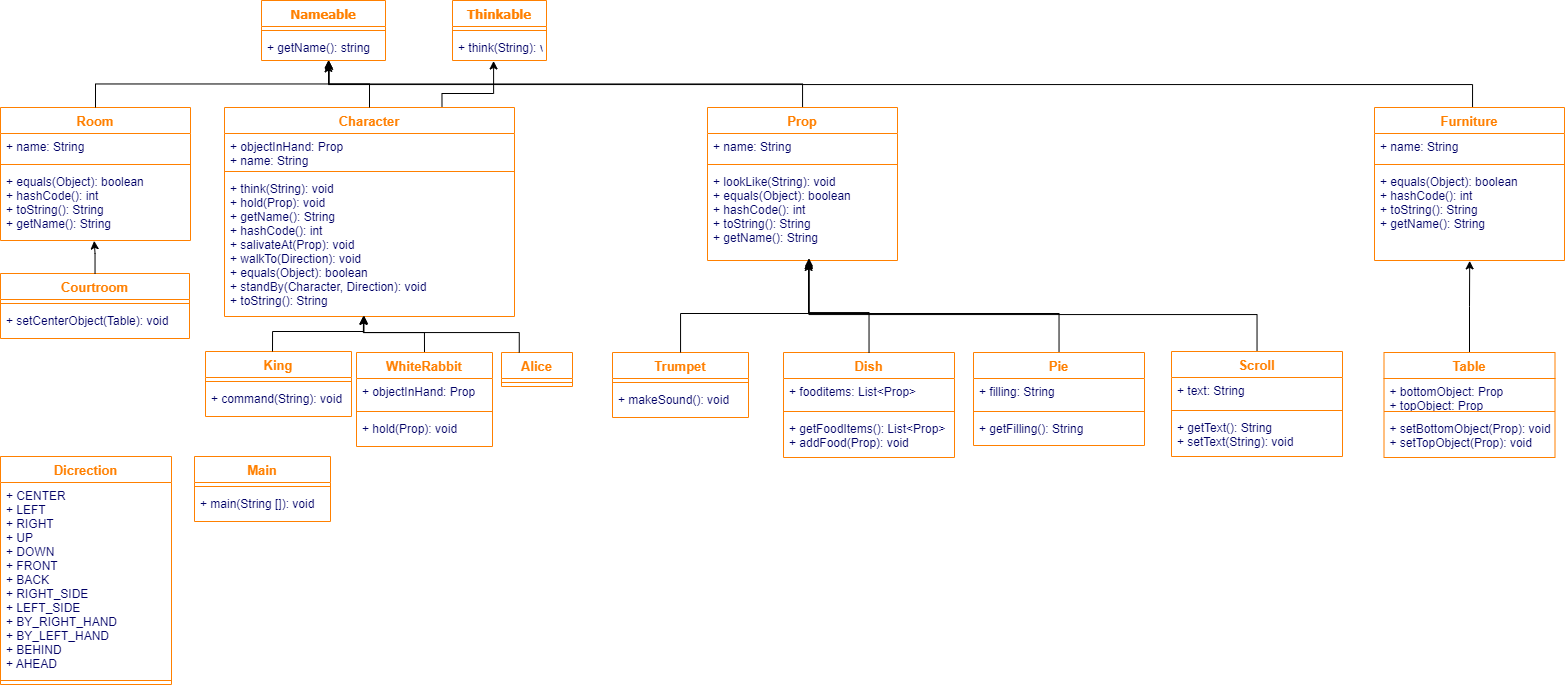 Nameable
+ getName(): string
Thinkable
+ think(String):
Room
+ name: String
+ equals(Object): boolean
+ hashCode(): int
+ toString(): String
+ getName(): String
Character
+ objectInHand: Prop
+ name: String
+ think(String): void
+ hold(Prop): void
+ getName(): String
+ hashCode(): int
+ salivateAt(Prop): void
+ walkTo(Direction): void
+ equals(Object): boolean
+ standBy(Character, Direction): void
+ toString(): String
Prop
+ name: String
+ lookLike(String): void
+ equals(Object): boolean
+ hashCode(): int
+ toString(): String
+ getName(): String
Furniture
+ name: String
+ equals(Object): boolean
+ hashCode(): int
+ toString(): String
+ getName(): String
Courtroom
+ setCenterObject(Table): void
King
+ command(String): void
WhiteRabbit
+ objectInHand: Prop
+ hold(Prop): void
Alice
Trumpet
+ makeSound(): void
Dish
+ fooditems: List<Prop>
+ getFoodItems(): List<Prop>
+ addFood(Prop): void
Pie
+ filling: String
+ getFilling(): String
Scroll
+ text: String
+ getText(): String
+ setText(String): void
Table
+ bottomObject: Prop
+ topObject: Prop
+ setBottomObject(Prop): void
+ setTopObject(Prop): void
Dicrection
+ CENTER
+ LEFT
+ RIGHT
+ UP
+ DOWN
+ FRONT
+ BACK
+ RIGHT_SIDE
+ LEFT_SIDE
+ BY_RIGHT_HAND
+ BY_LEFT_HAND
+ BEHIND
+ AHEAD
Main
+ main(String []): void